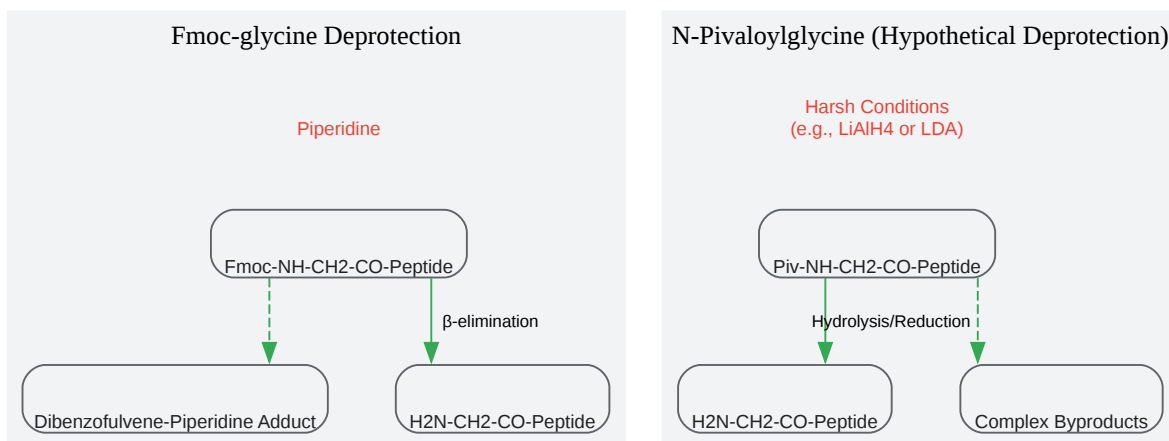 Fmoc-glycine Deprotection
Piperidine
Fmoc-NH-CH2-CO-Peptide
β-elimination
Dibenzofulvene-Piperidine Adduct
H2N-CH2-CO-Peptide
N-Pivaloylglycine (Hypothetical Deprotection)
Harsh Conditions
(e.g., LiAlH4 or LDA)
Piv-NH-CH2-CO-Peptide
Hydrolysis/Reduction
H2N-CH2-CO-Peptide
Complex Byproducts